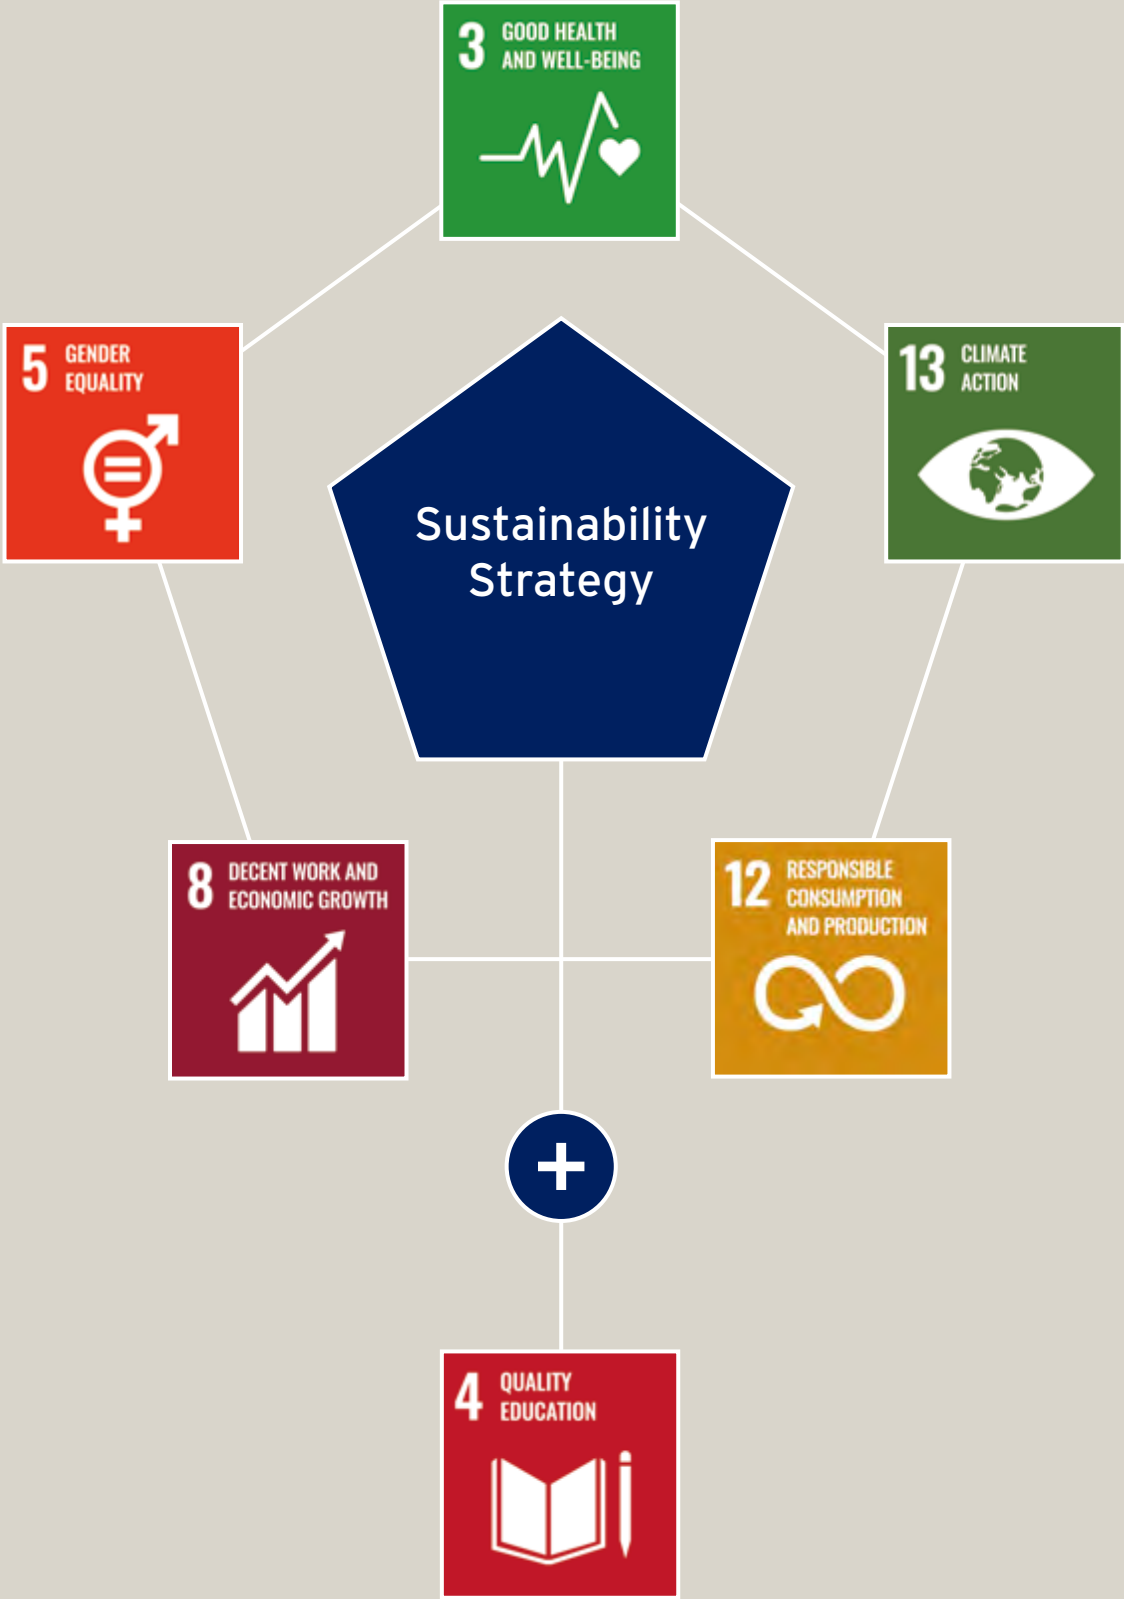 3 GOOD HEALTH
AND WELL-BEING
5 GENDER
EQUALITY
13 CLIMATE
ACTION
Sustainability
Strategy
8 DECENT WORK AND
ECONOMIC GROWTH
12 RESPONSIBLE
CONSUMPTION
AND PRODUCTION
+
4 QUALITY
EDUCATION